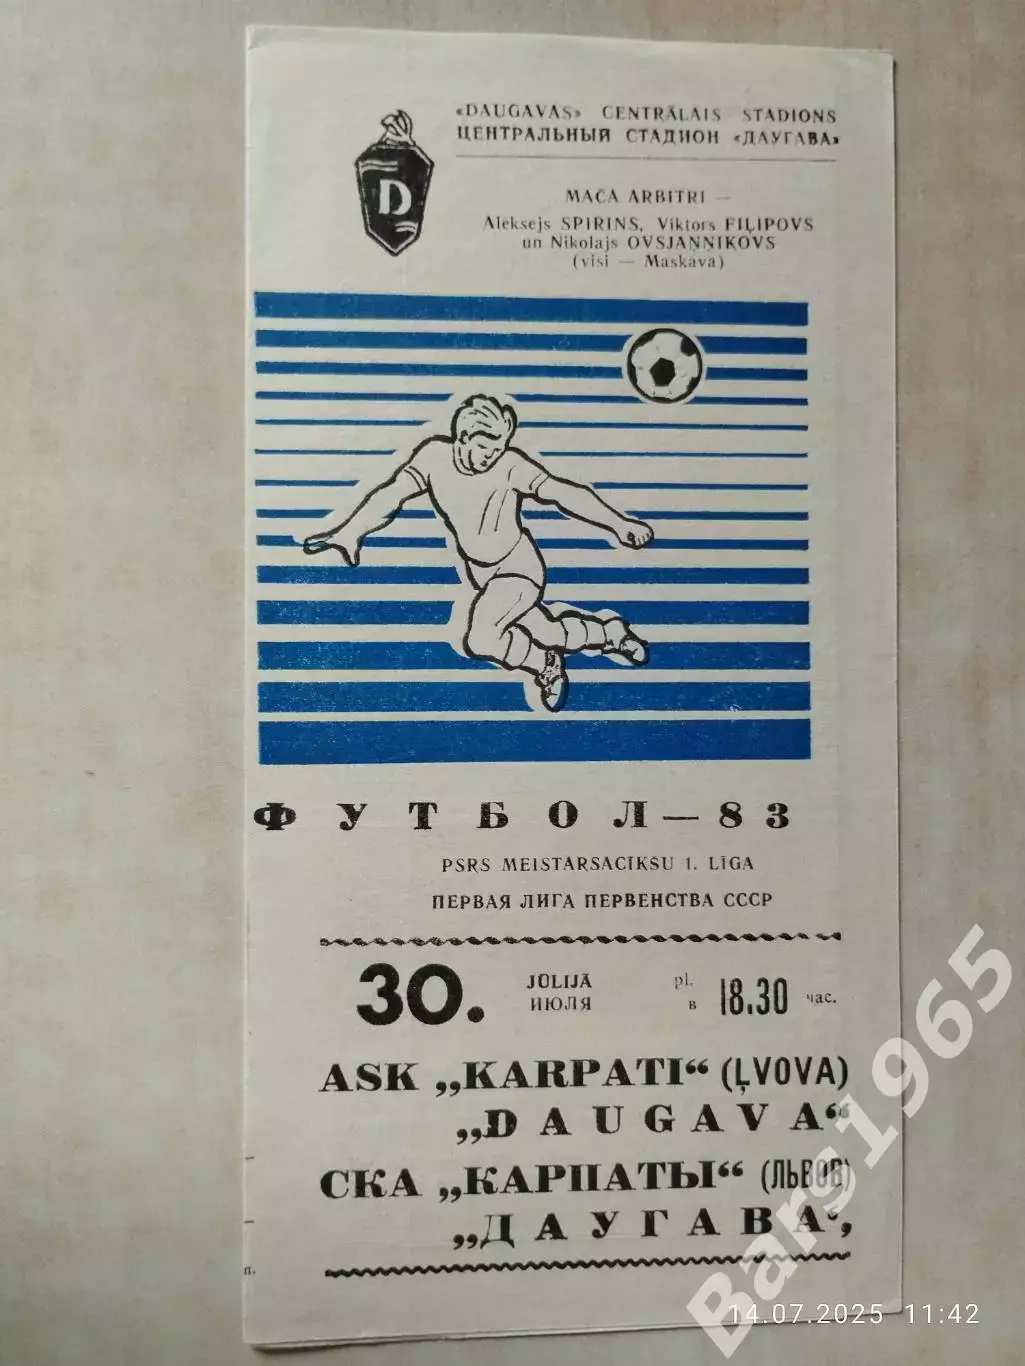 «DAUGAVAS» CENTRĀLAIS STADIONS
ЦЕНТРАЛЬНЫЙ СТАДИОН «ДАУГАВА»
D
MAČA ARBITRI —
Aleksejs SPIRINS, Viktors FIĻIPOVS
un Nikolajs OVSJANNIKOVS
(visi — Maskava)
ФУТБОЛ—83
PSRS MEISTARSACĪKSU 1. LĪGA
ПЕРВАЯ ЛИГА ПЕРВЕНСТВА СССР
30. JŪLIJĀ pl. 18.30 час.
ИЮЛЯ в
ASK „KARPATI“ (ĻVOVA)
„DAUGAVA“
СКА „КАРПАТЫ“ (ЛЬВОВ)
„ДАУГАВА‘,
п.
Bars1965
14.07.2025 11:42